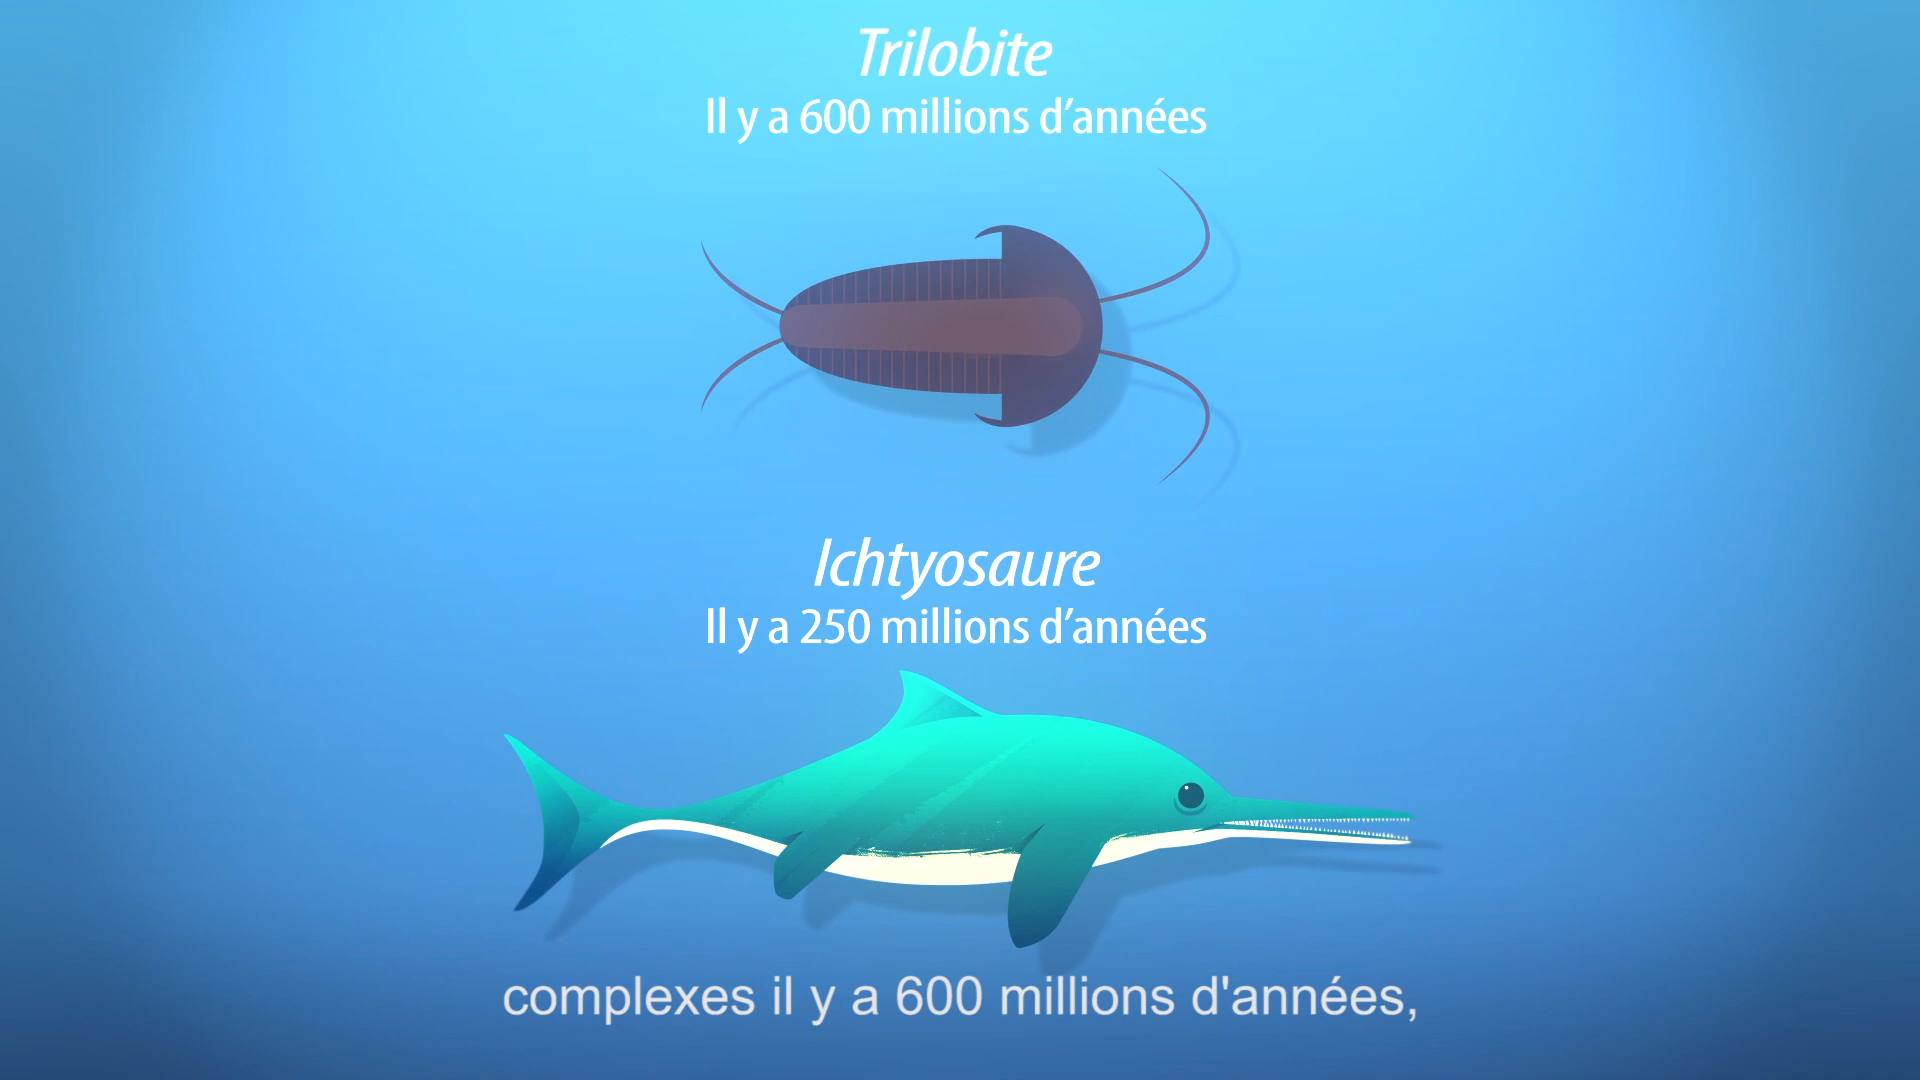 Trilobite
Il y a 600 millions d’années
Ichtyosaure
Il y a 250 millions d’années
complexes il y a 600 millions d'années,